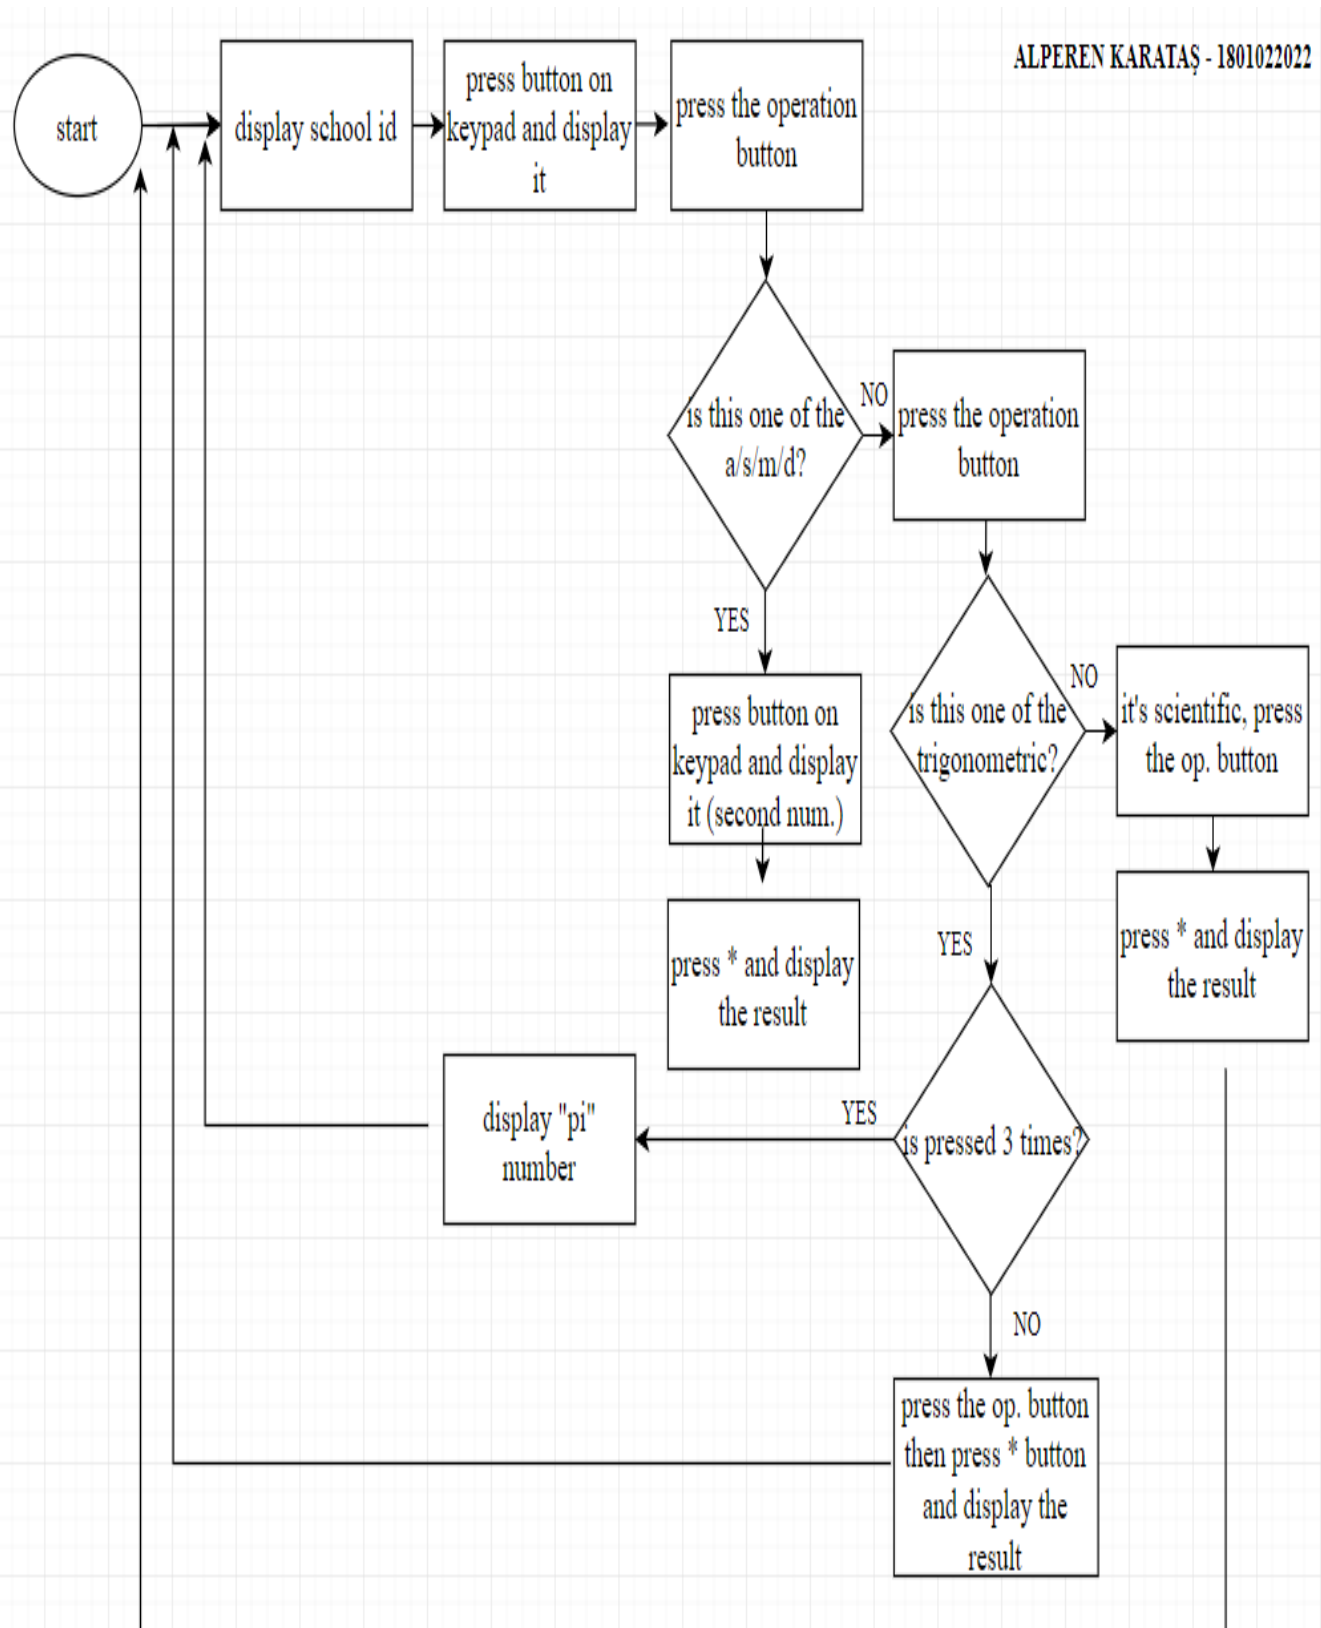 ALPEREN KARATAŞ - 1801022022
start
display school id
press button on
keypad and display
it
press the operation
button
is this one of the
a/s/m/d?
NO
press the operation
button
YES
press button on
keypad and display
it (second num.)
press * and display
the result
is this one of the
trigonometric?
NO
it's scientific, press
the op. button
press * and display
the result
YES
is pressed 3 times?
YES
display "pi"
number
NO
press the op. button
then press * button
and display the
result